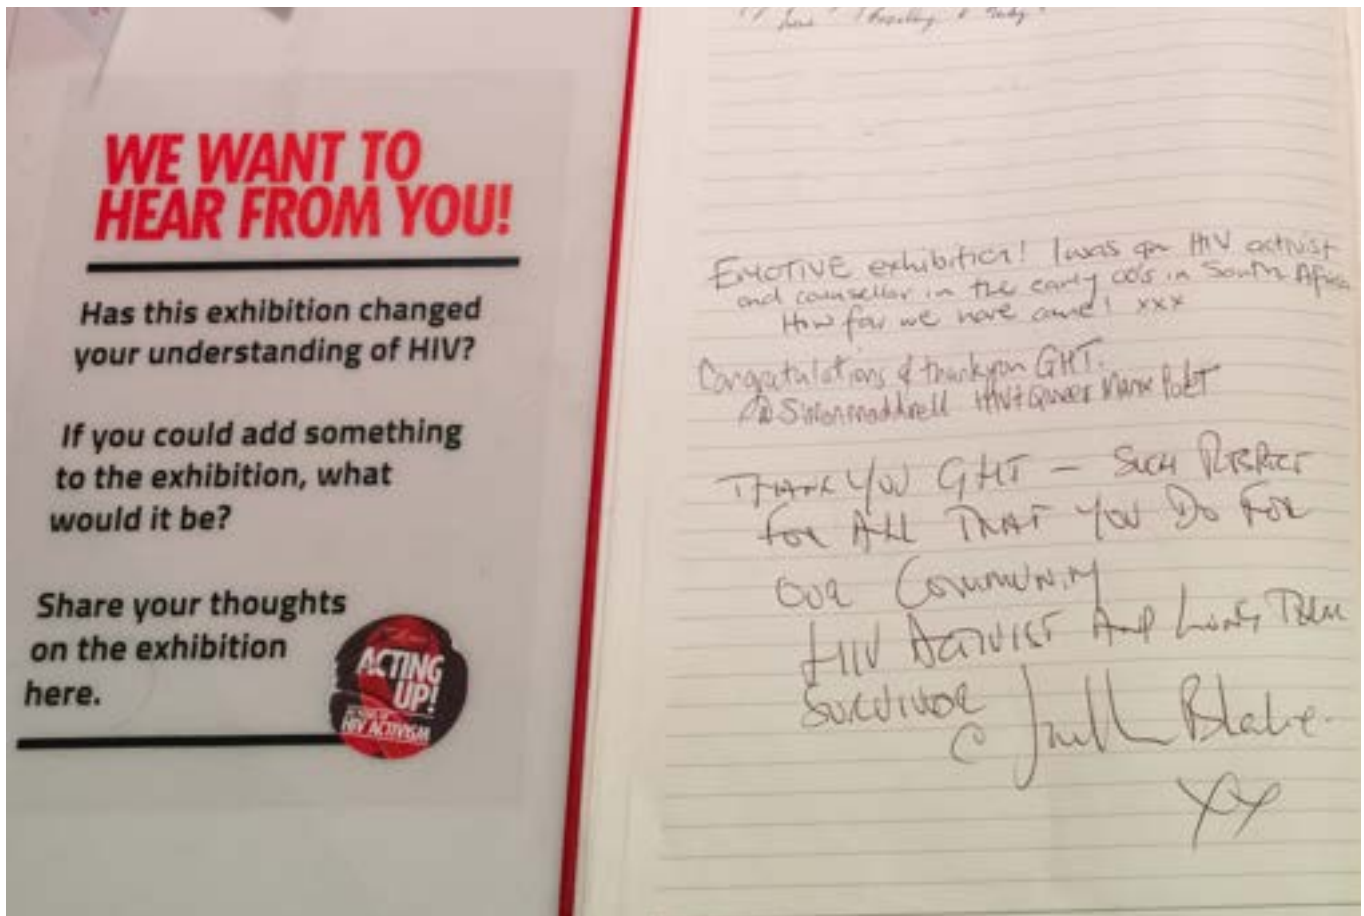 WE WANT TO
HEAR FROM YOU!
Has this exhibition changed
your understanding of HIV?
If you could add something
to the exhibition, what
would it be?
Share your thoughts
on the exhibition
here.
ACTING
UP!
HIV ACTIVISM
EMOTIVE exhibition! I was an HIV activist
and counsellor in the early 00's in South Africa
How far we have come! xxx
Congratulations & thankyou GHT.
@Simonmaddrell HIV+ Queer Manx Poet
THANK YOU GHT – SUCH RESPECT
FOR ALL THAT YOU DO FOR
OUR COMMUNITY
HIV ACTIVIST AND LONG TERM
SURVIVOR
Blake.
XX